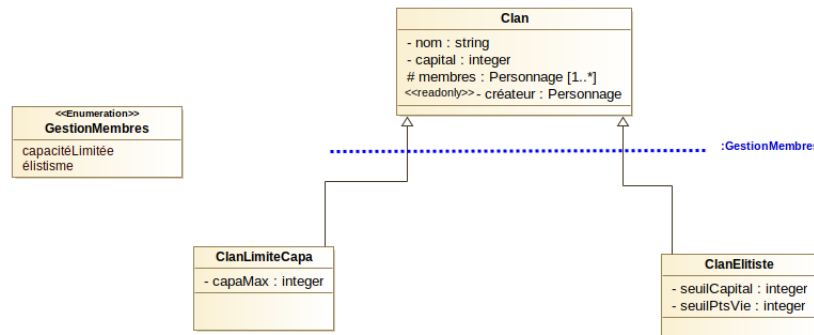 Clan
- nom : string
- capital : integer
# membres : Personnage [1..*]
<<readonly>> - créateur : Personnage
<<Enumeration>>
GestionMembres
capacitéLimitée
élistisme
:GestionMembres
ClanLimiteCapa
- capaMax : integer
ClanElitiste
- seuilCapital : integer
- seuilPtsVie : integer